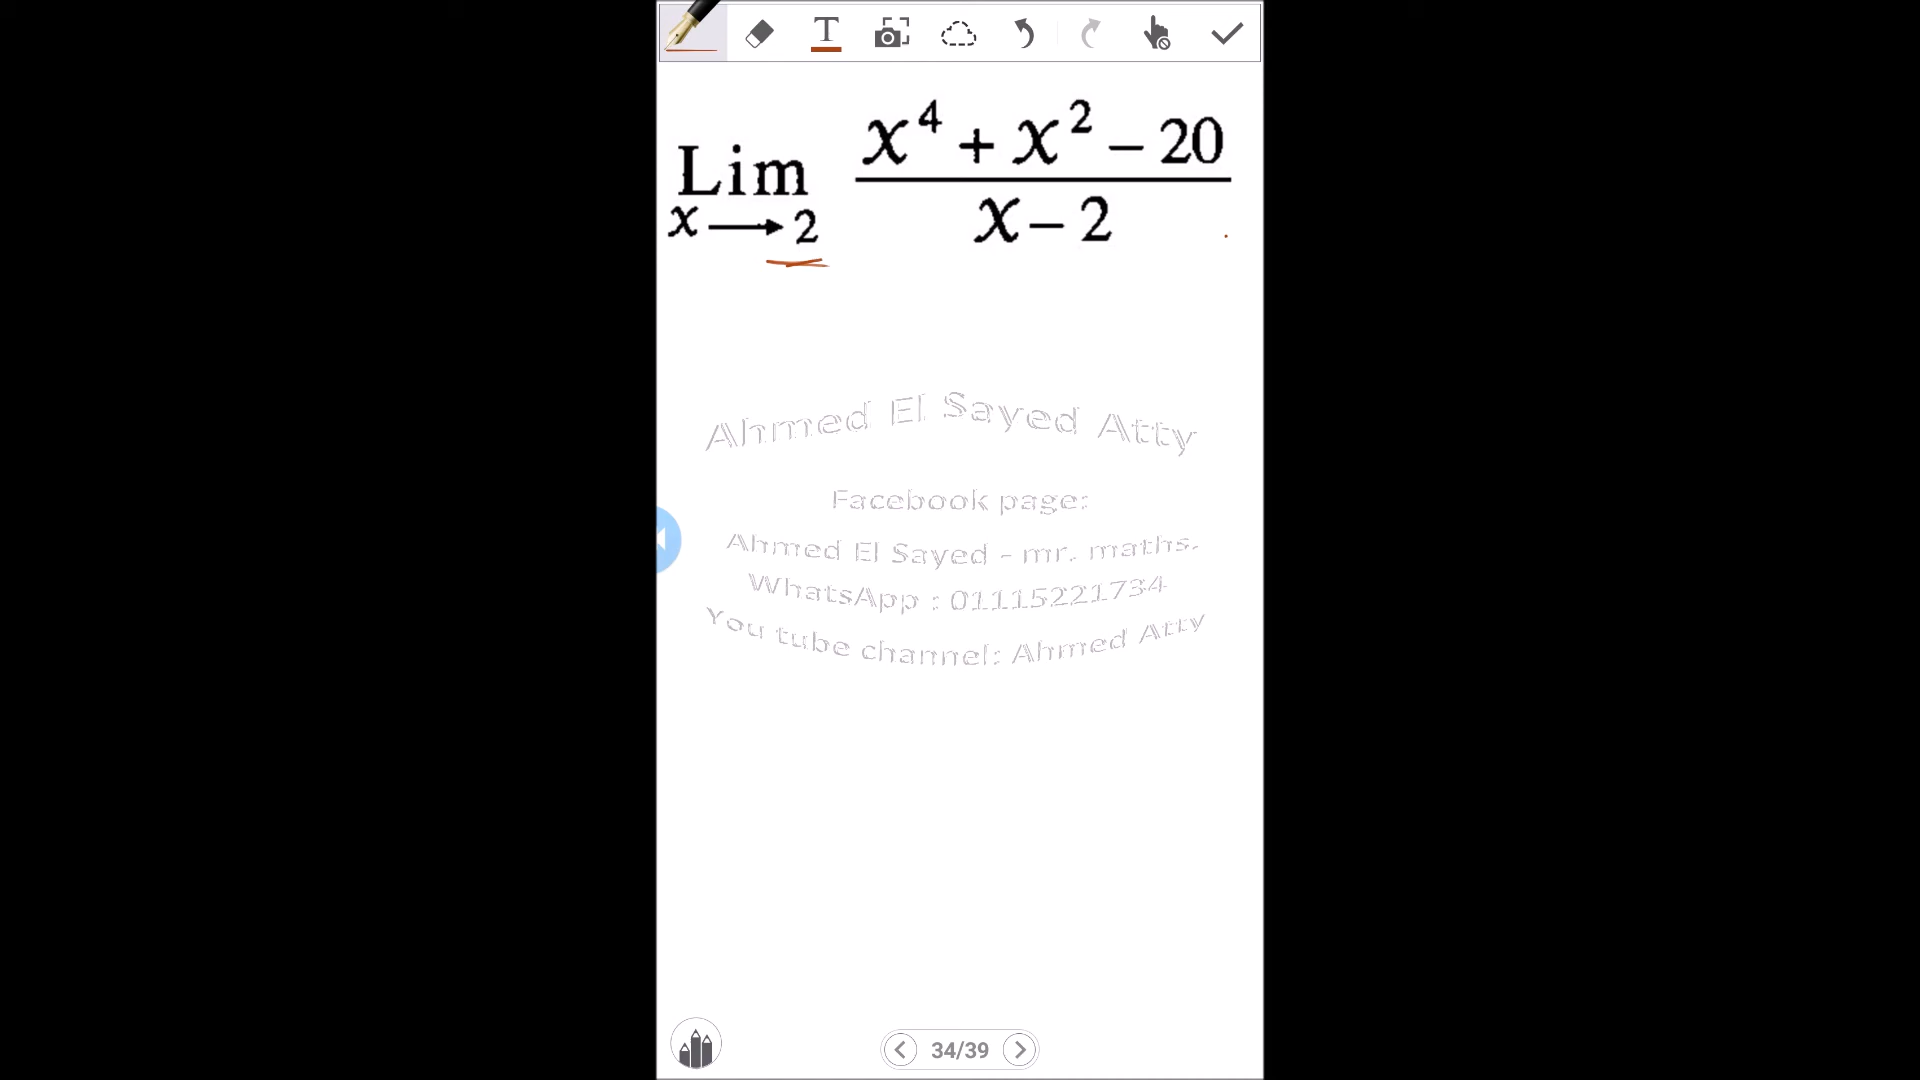 T
Lim x⟶2 x⁴ + x² – 20 / x – 2
Ahmed El Sayed Atty
Facebook page:
Ahmed El Sayed - mr. maths.
WhatsApp : 01115221734
You tube channel: Ahmed Atty
34/39